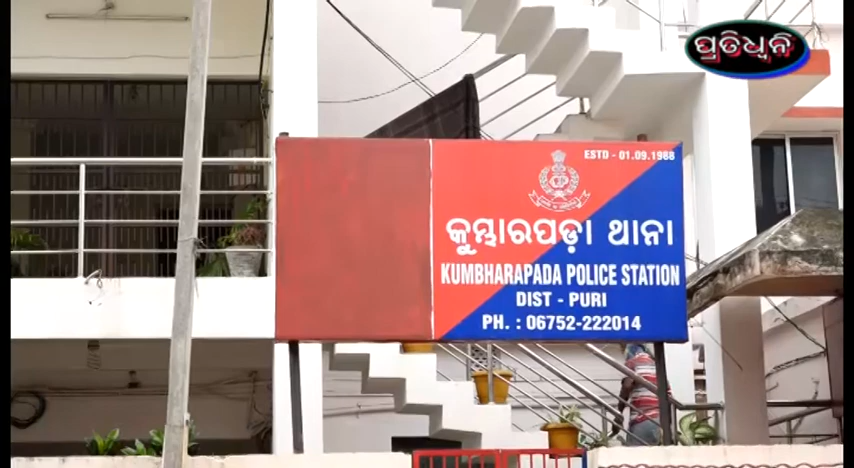 ପ୍ରତିଧ୍ୱନି
ESTD - 01.09.1988
କୁମ୍ଭାରପଡ଼ା ଥାନା
KUMBHARAPADA POLICE STATION
DIST - PURI
PH. : 06752-222014